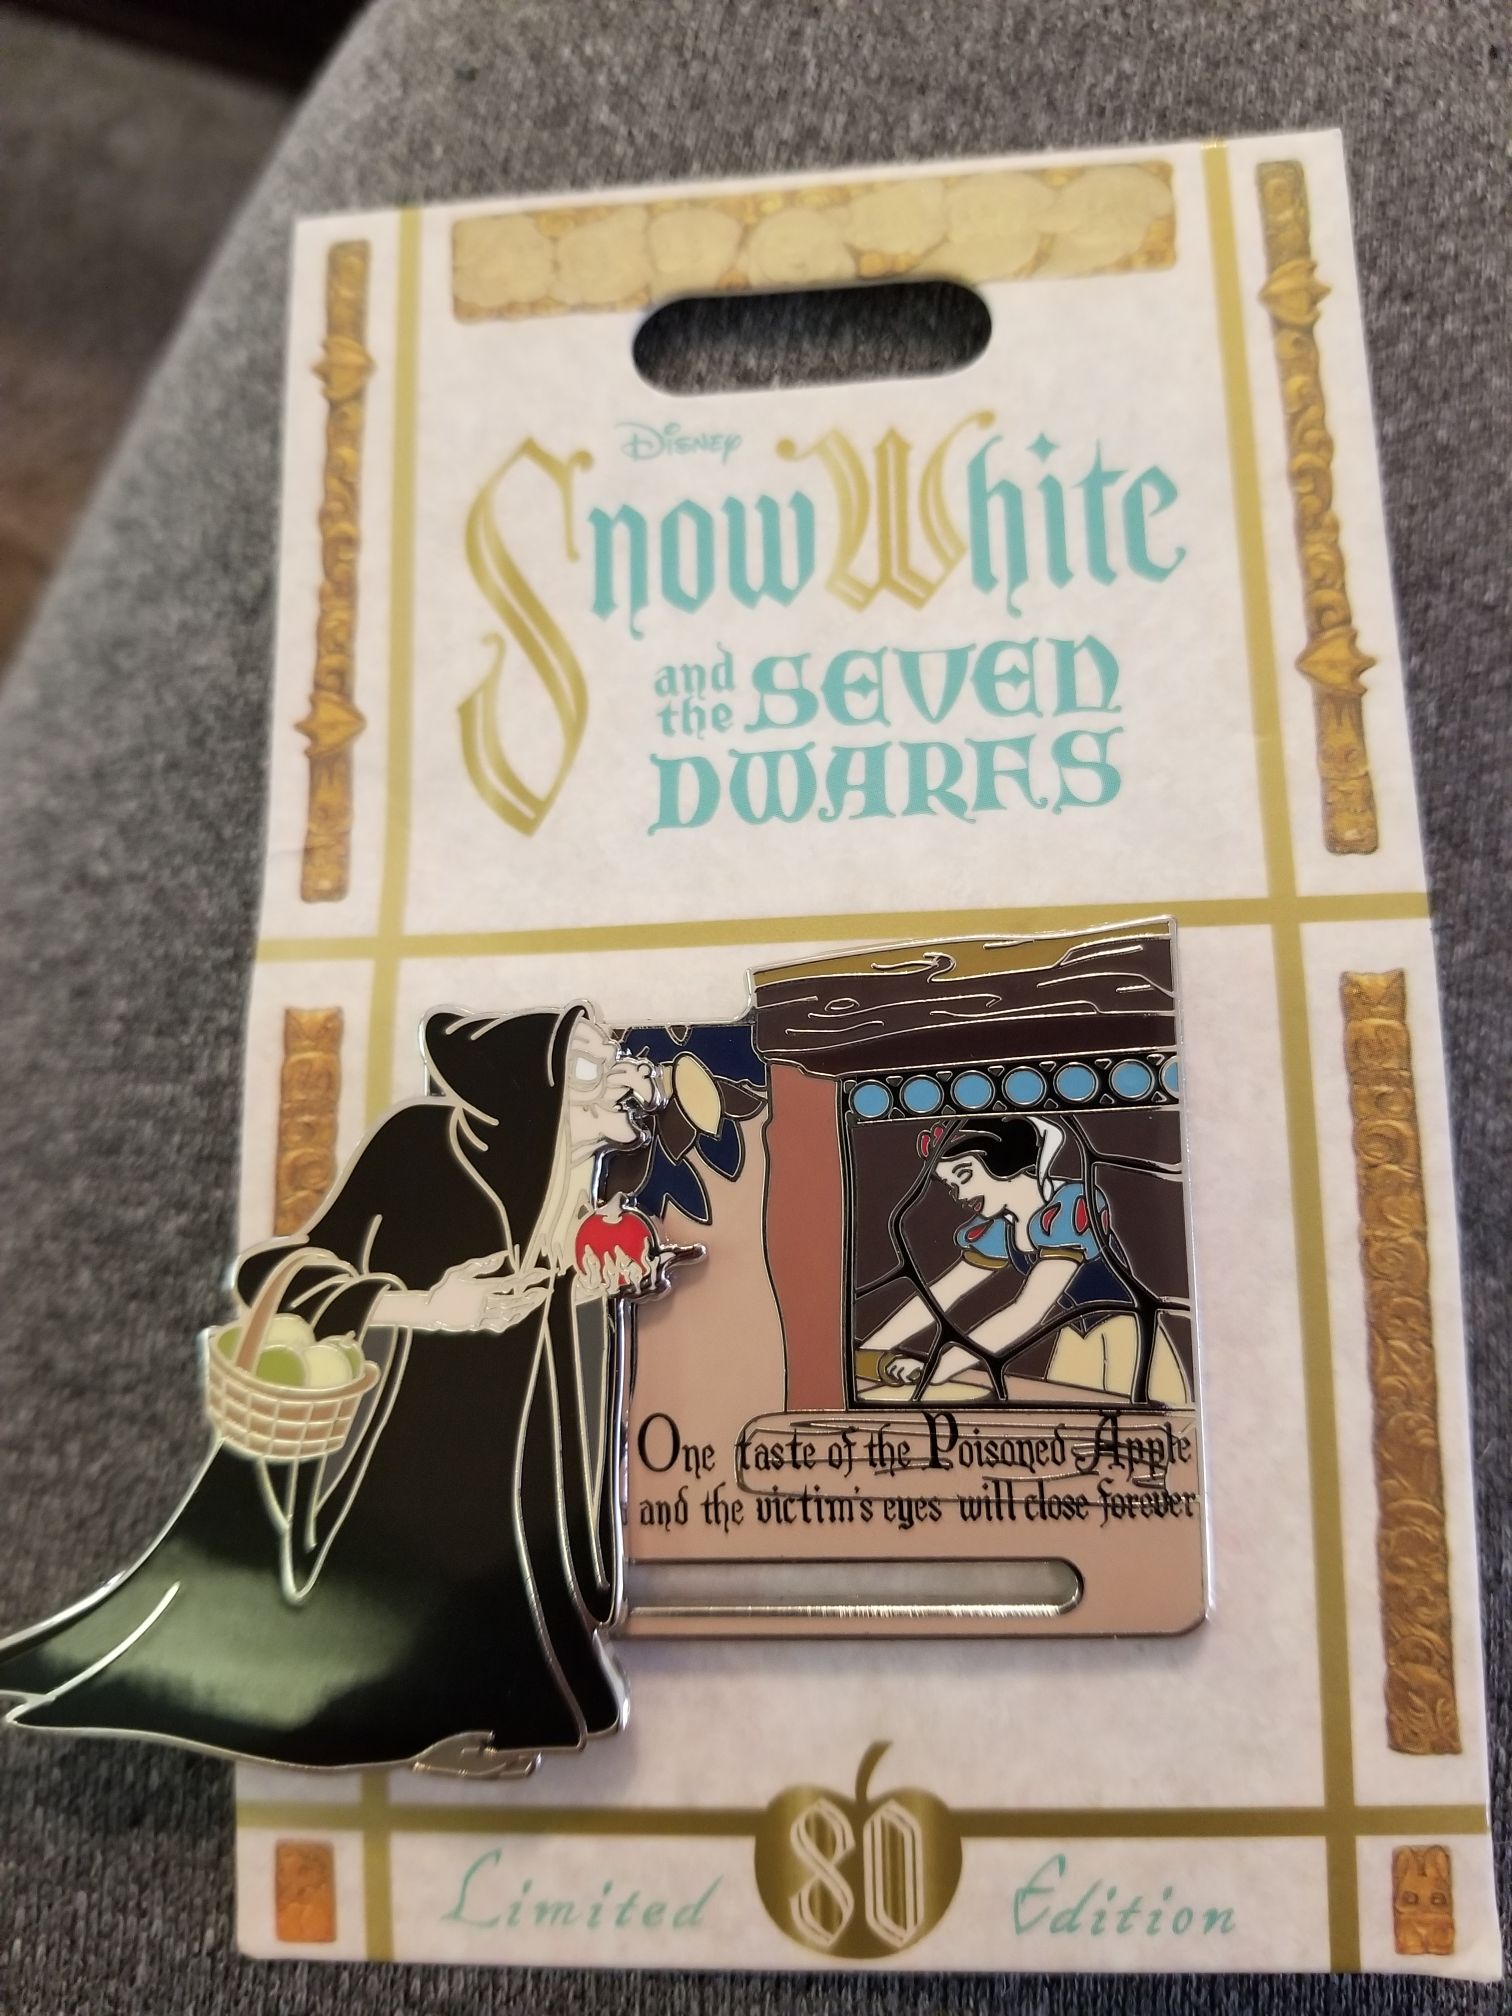 Disney
Snow White
and the SEVEN
DWARFS
One taste of the Poisoned Apple
and the victim's eyes will close forever
Limited 80 Edition